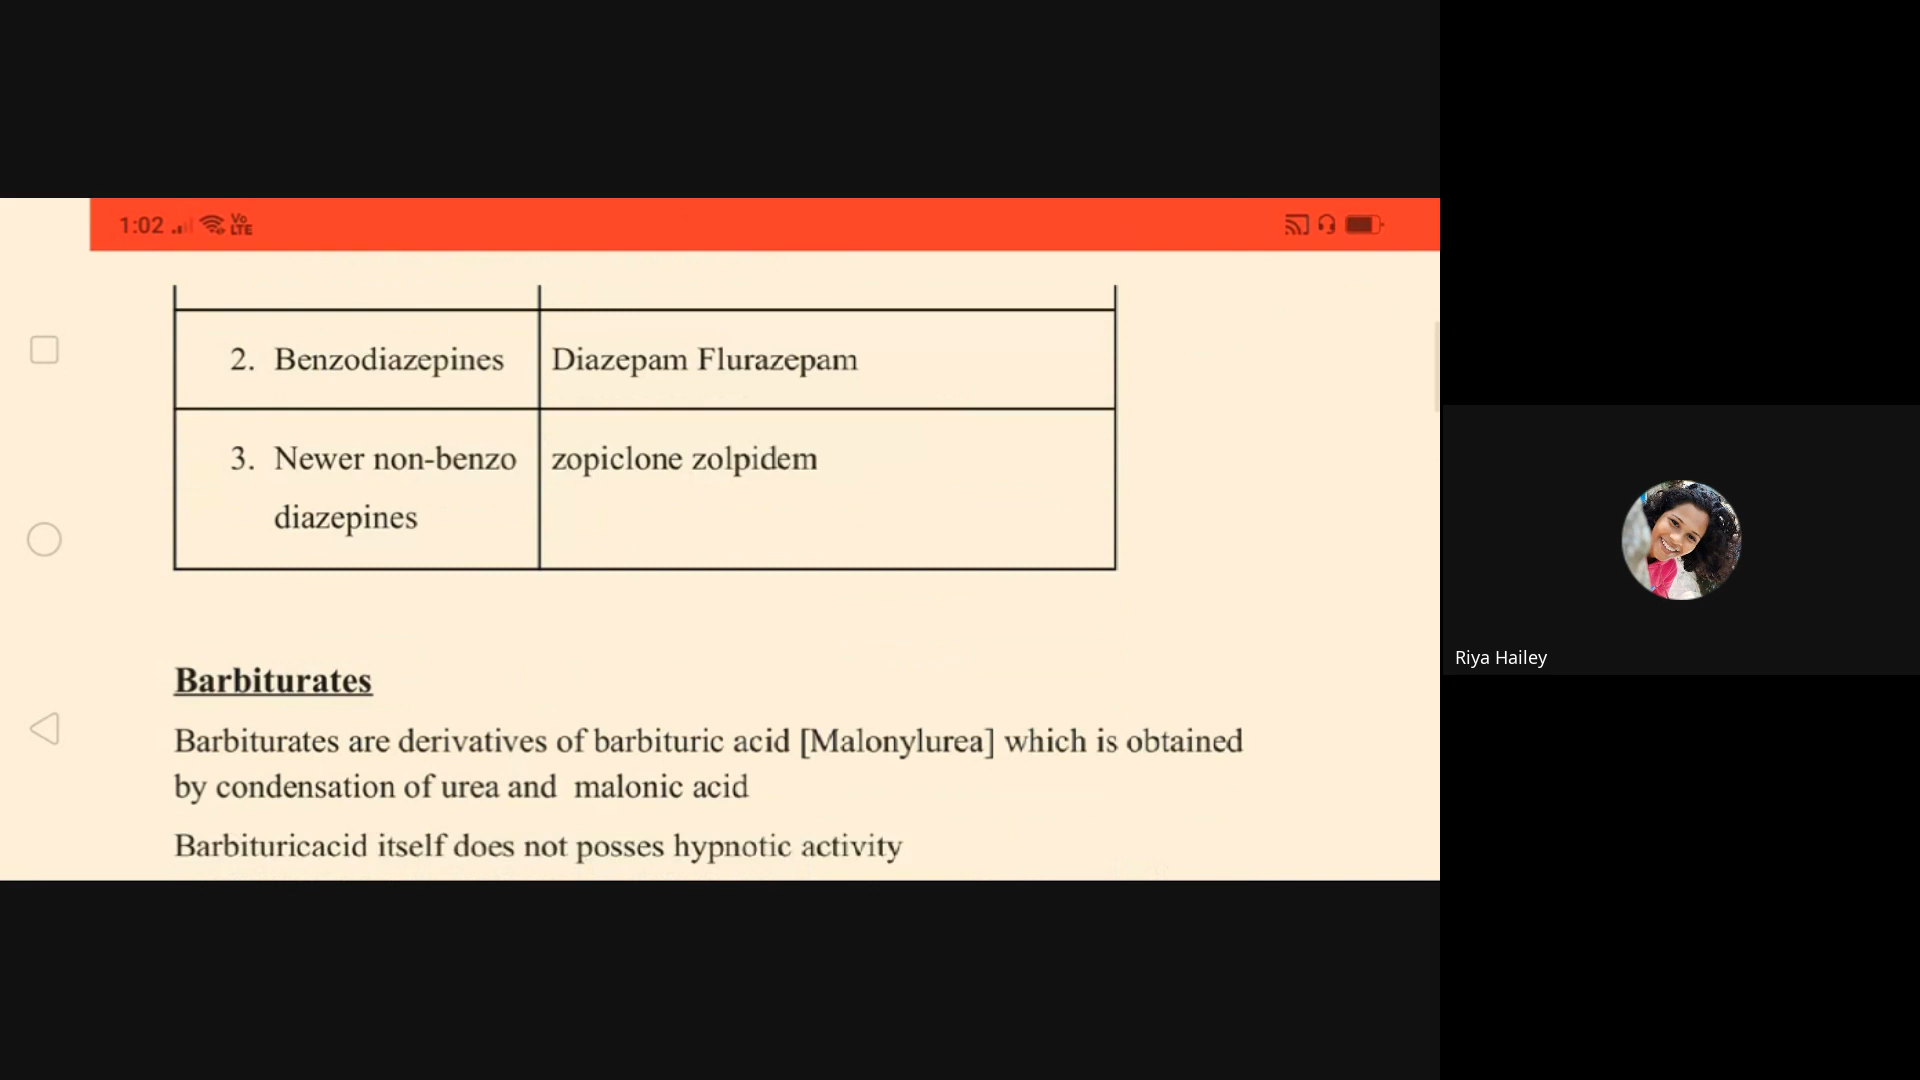 1:02 Vo LTE
2. Benzodiazepines Diazepam Flurazepam
3. Newer non-benzo zopiclone zolpidem
diazepines
Barbiturates
Barbiturates are derivatives of barbituric acid [Malonylurea] which is obtained
by condensation of urea and malonic acid
Barbituricacid itself does not posses hypnotic activity
Riya Hailey